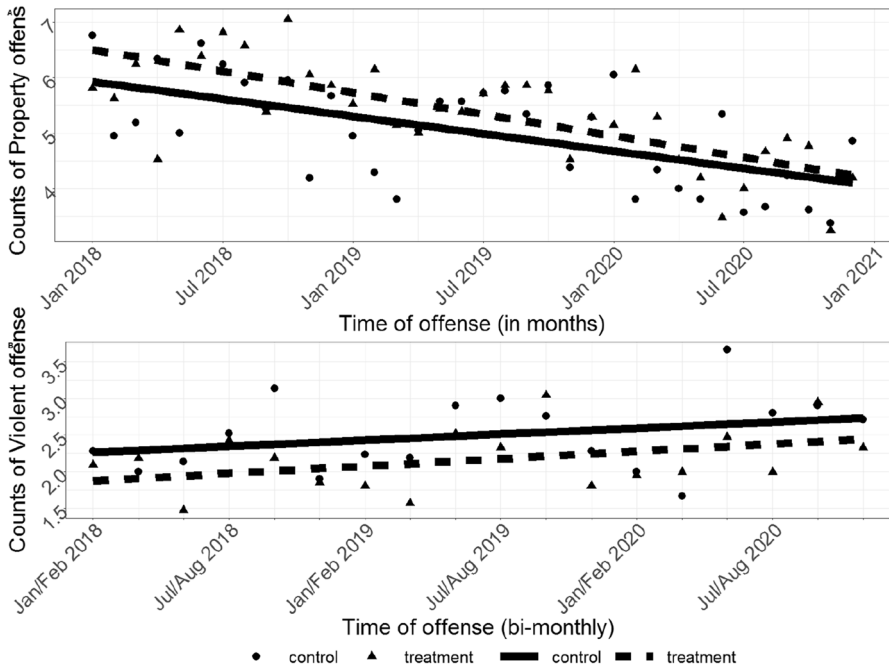 A
Counts of Property offens
7
6
5
4
Jan 2018
Jul 2018
Jan 2019
Jul 2019
Jan 2020
Jul 2020
Jan 2021
Time of offense (in months)
B
Counts of Violent offense
3.5
3.0
2.5
2.0
1.5
Jan/Feb 2018
Jul/Aug 2018
Jan/Feb 2019
Jul/Aug 2019
Jan/Feb 2020
Jul/Aug 2020
Time of offense (bi-monthly)
control treatment control treatment